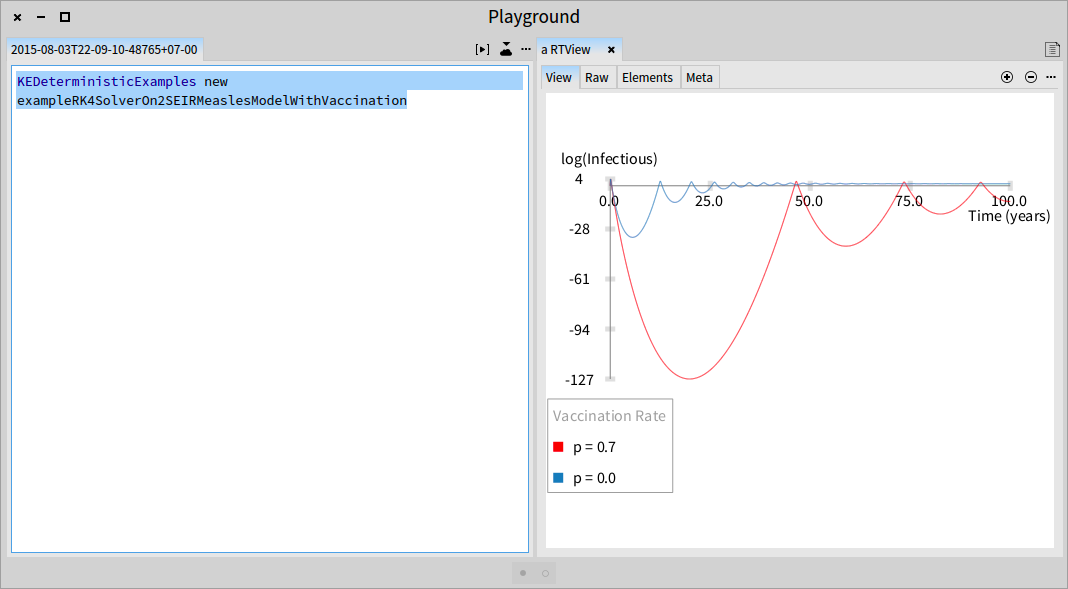 Playground
2015-08-03T22-09-10-48765+07-00
a RTView
KEDeterministicExamples new
exampleRK4SolverOn2SEIRMeaslesModelWithVaccination
View Raw Elements Meta
log(Infectious)
4
0.0 25.0 50.0 75.0 100.0
Time (years)
-28
-61
-94
-127
Vaccination Rate
p = 0.7
p = 0.0